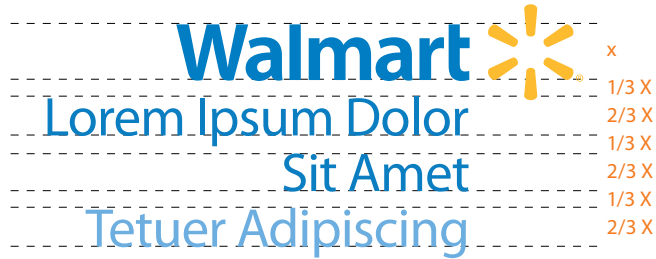 Walmart
x
1/3 X
Lorem Ipsum Dolor
2/3 X
1/3 X
Sit Amet
2/3 X
1/3 X
Tetuer Adipiscing
2/3 X